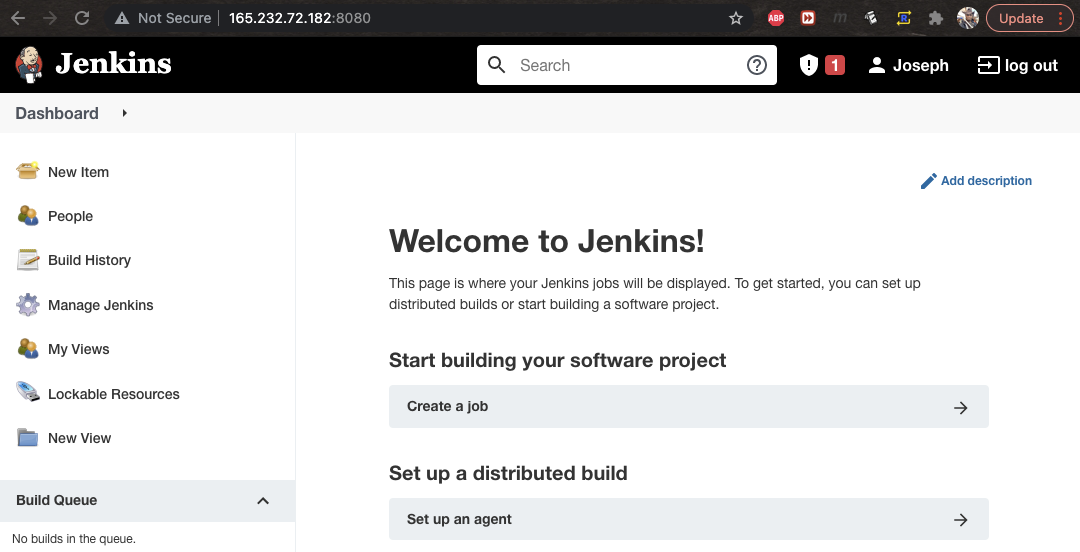 Not Secure 165.232.72.182:8080
ABP
Update
Jenkins
Search
1
Joseph
log out
Dashboard
New Item
People
Build History
Manage Jenkins
My Views
Lockable Resources
New View
Build Queue
No builds in the queue.
Add description
Welcome to Jenkins!
This page is where your Jenkins jobs will be displayed. To get started, you can set up
distributed builds or start building a software project.
Start building your software project
Create a job
Set up a distributed build
Set up an agent